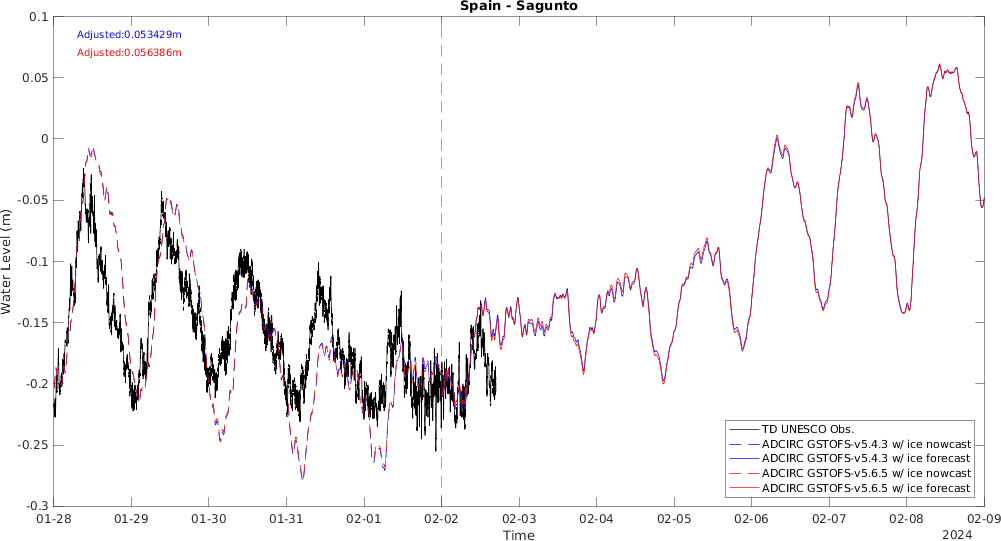 Spain - Sagunto
Adjusted:0.053429m
Adjusted:0.056386m
0.1
0.05
0
-0.05
-0.1
-0.15
-0.2
-0.25
-0.3
Water Level (m)
TD UNESCO Obs.
ADCIRC GSTOFS-v5.4.3 w/ ice nowcast
ADCIRC GSTOFS-v5.4.3 w/ ice forecast
ADCIRC GSTOFS-v5.6.5 w/ ice nowcast
ADCIRC GSTOFS-v5.6.5 w/ ice forecast
01-28 01-29 01-30 01-31 02-01 02-02 02-03 02-04 02-05 02-06 02-07 02-08 02-09
Time
2024